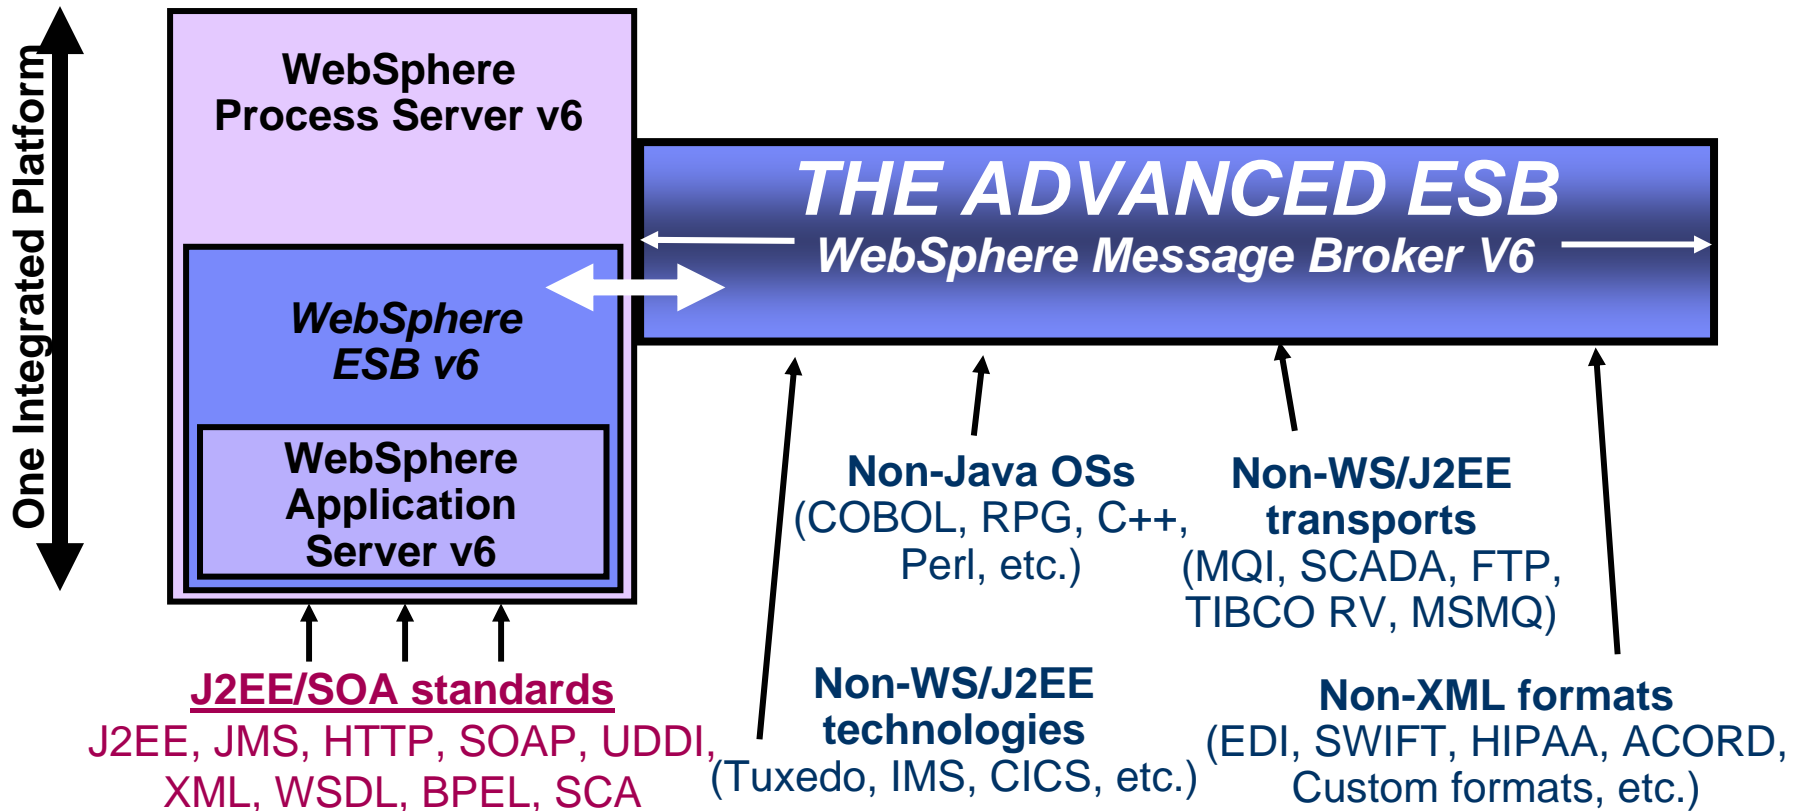 One Integrated Platform
WebSphere
Process Server v6
THE ADVANCED ESB
WebSphere Message Broker V6
WebSphere
ESB v6
WebSphere
Application
Server v6
Non-Java OSs
(COBOL, RPG, C++,
Perl, etc.)
Non-WS/J2EE
transports
(MQI, SCADA, FTP,
TIBCO RV, MSMQ)
J2EE/SOA standards
J2EE, JMS, HTTP, SOAP, UDDI,
XML, WSDL, BPEL, SCA
Non-WS/J2EE
technologies
(Tuxedo, IMS, CICS, etc.)
Non-XML formats
(EDI, SWIFT, HIPAA, ACORD,
Custom formats, etc.)